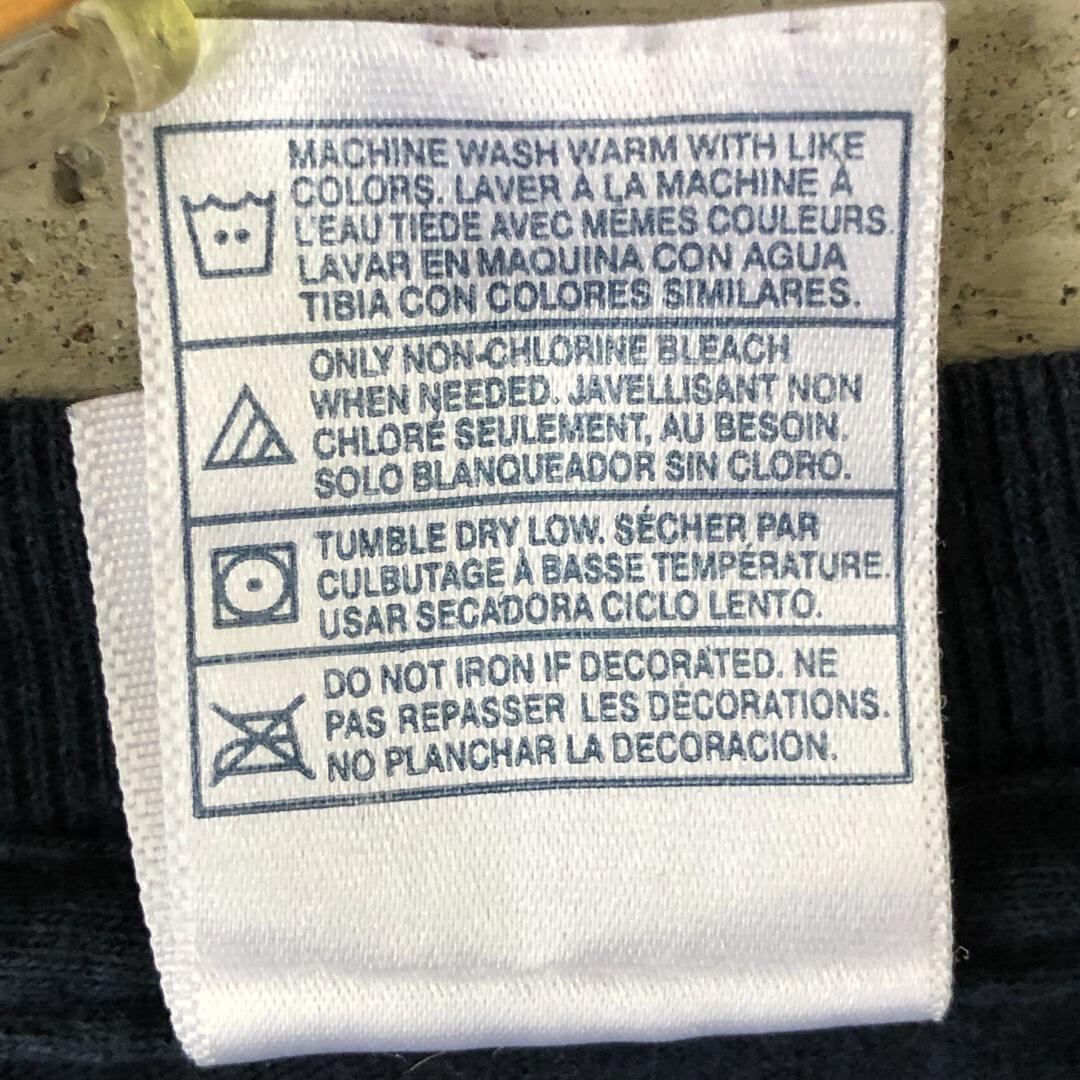 MACHINE WASH WARM WITH LIKE
COLORS. LAVER À LA MACHINE À
L'EAU TIÈDE AVEC MÊMES COULEURS.
LAVAR EN MAQUINA CON AGUA
TIBIA CON COLORES SIMILARES.
ONLY NON-CHLORINE BLEACH
WHEN NEEDED. JAVELLISANT NON
CHLORÉ SEULEMENT, AU BESOIN.
SOLO BLANQUEADOR SIN CLORO.
TUMBLE DRY LOW. SÉCHER PAR
CULBUTAGE À BASSE TEMPÉRATURE.
USAR SECADORA CICLO LENTO.
DO NOT IRON IF DECORATED. NE
PAS REPASSER LES DÉCORATIONS.
NO PLANCHAR LA DECORACION.